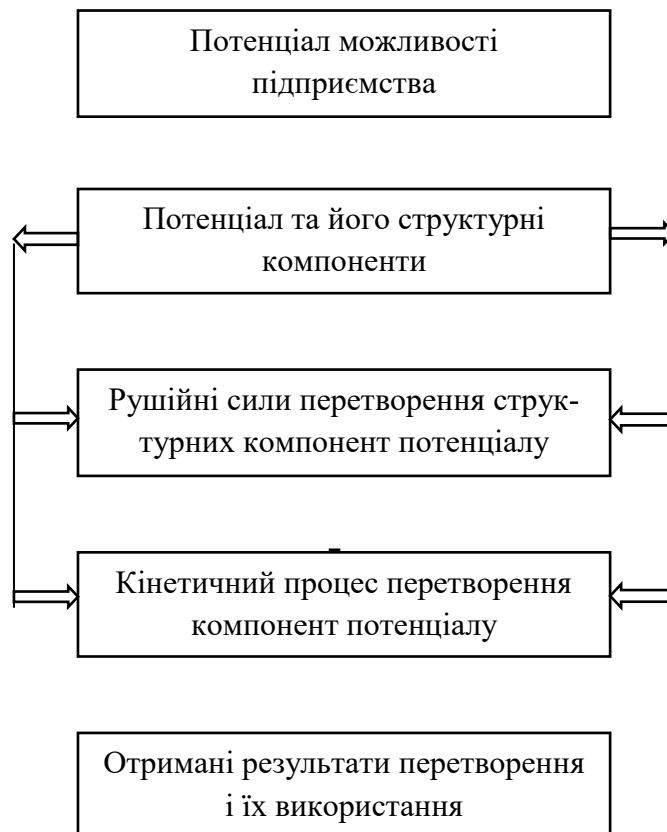 Потенціал можливості
підприємства
Потенціал та його структурні
компоненти
Рушійні сили перетворення струк-
турних компонент потенціалу
Кінетичний процес перетворення
компонент потенціалу
Отримані результати перетворення
і їх використання